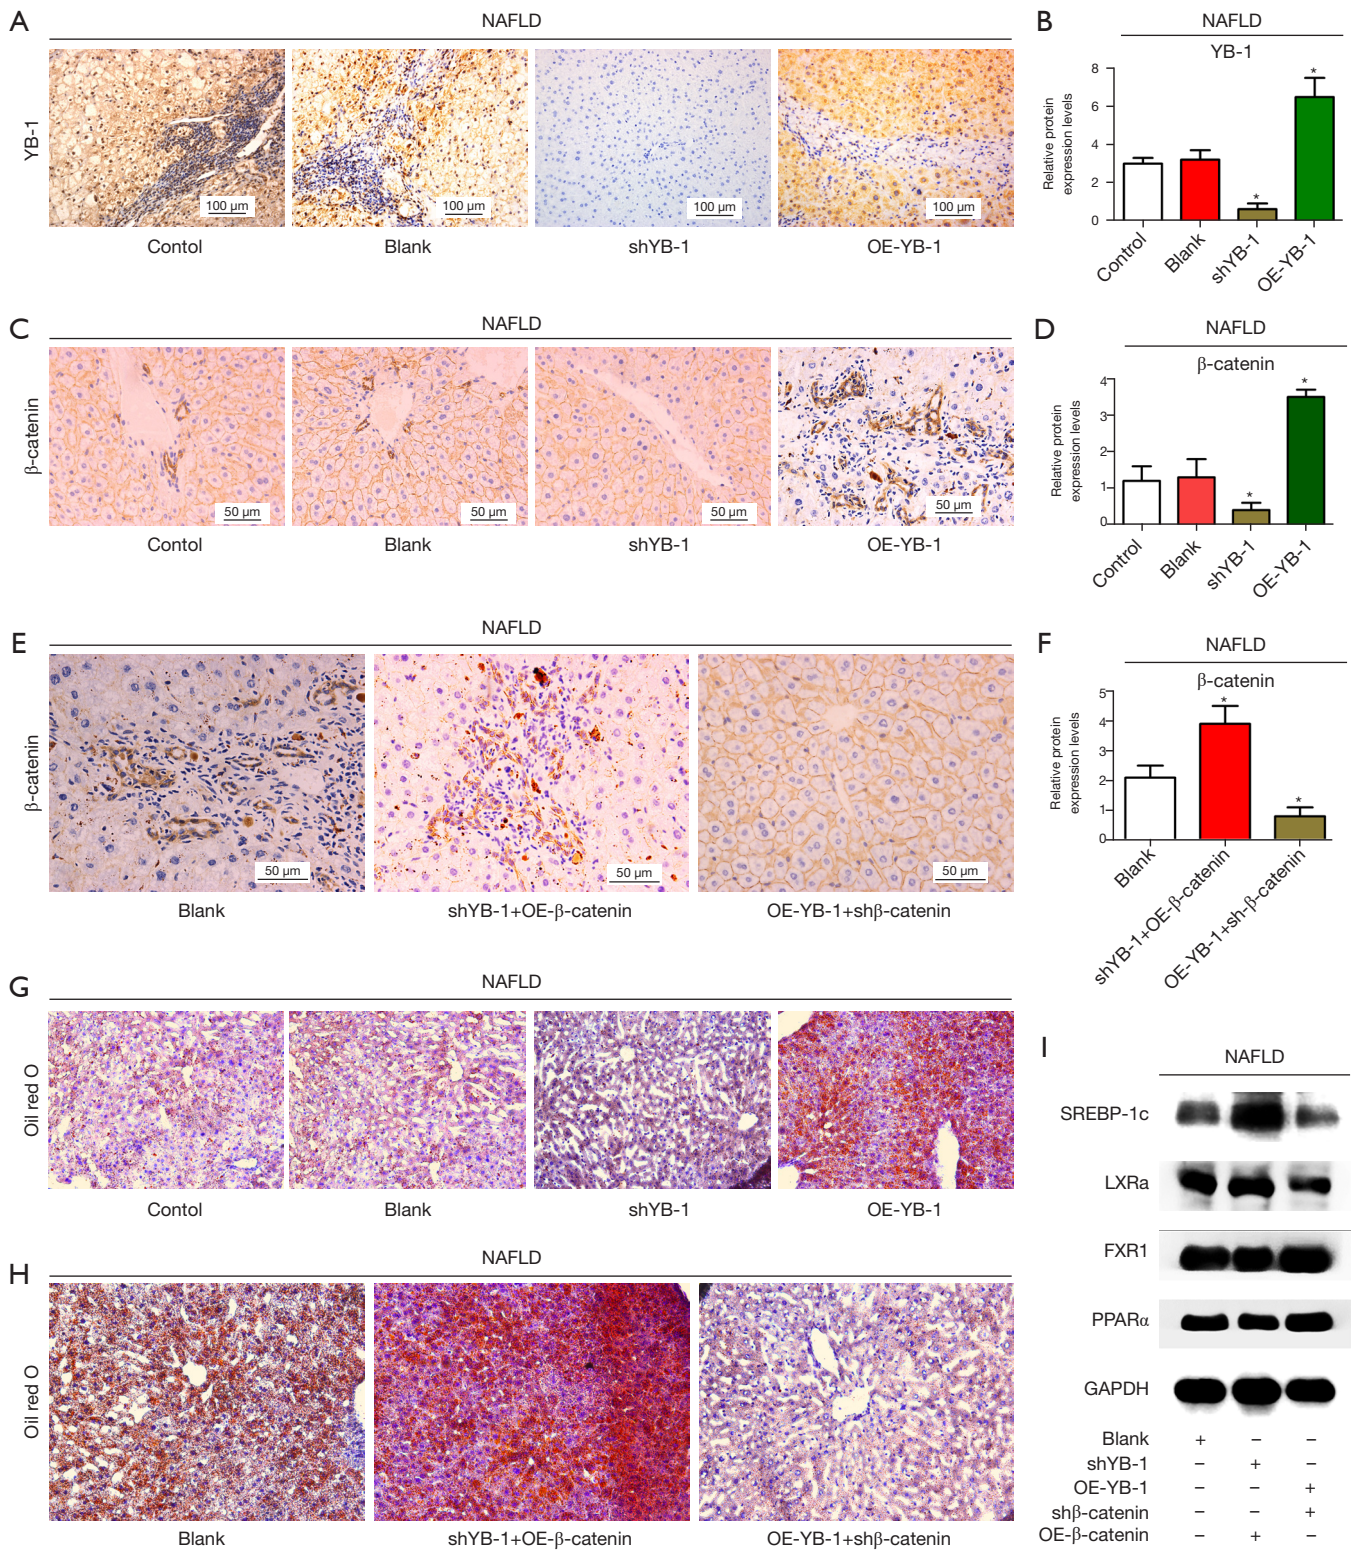 A
NAFLD
YB-1
100 µm
100 µm
100 µm
100 µm
Contol
Blank
shYB-1
OE-YB-1
B
NAFLD
YB-1
Relative protein
expression levels
8
6
4
2
0
*
*
Control
Blank
shYB-1
OE-YB-1
C
NAFLD
β-catenin
50 µm
50 µm
50 µm
50 µm
Contol
Blank
shYB-1
OE-YB-1
D
NAFLD
β-catenin
Relative protein
expression levels
4
3
2
1
0
*
*
Control
Blank
shYB-1
OE-YB-1
E
NAFLD
β-catenin
50 µm
50 µm
50 µm
Blank
shYB-1+OE-β-catenin
OE-YB-1+shβ-catenin
F
NAFLD
β-catenin
Relative protein
expression levels
5
4
3
2
1
0
*
*
Blank
shYB-1+OE-β-catenin
OE-YB-1+sh-β-catenin
G
NAFLD
Oil red O
Contol
Blank
shYB-1
OE-YB-1
H
NAFLD
Oil red O
Blank
shYB-1+OE-β-catenin
OE-YB-1+shβ-catenin
I
NAFLD
SREBP-1c
LXRa
FXR1
PPARα
GAPDH
Blank + − −
shYB-1 − + −
OE-YB-1 − − +
shβ-catenin − − +
OE-β-catenin − + −